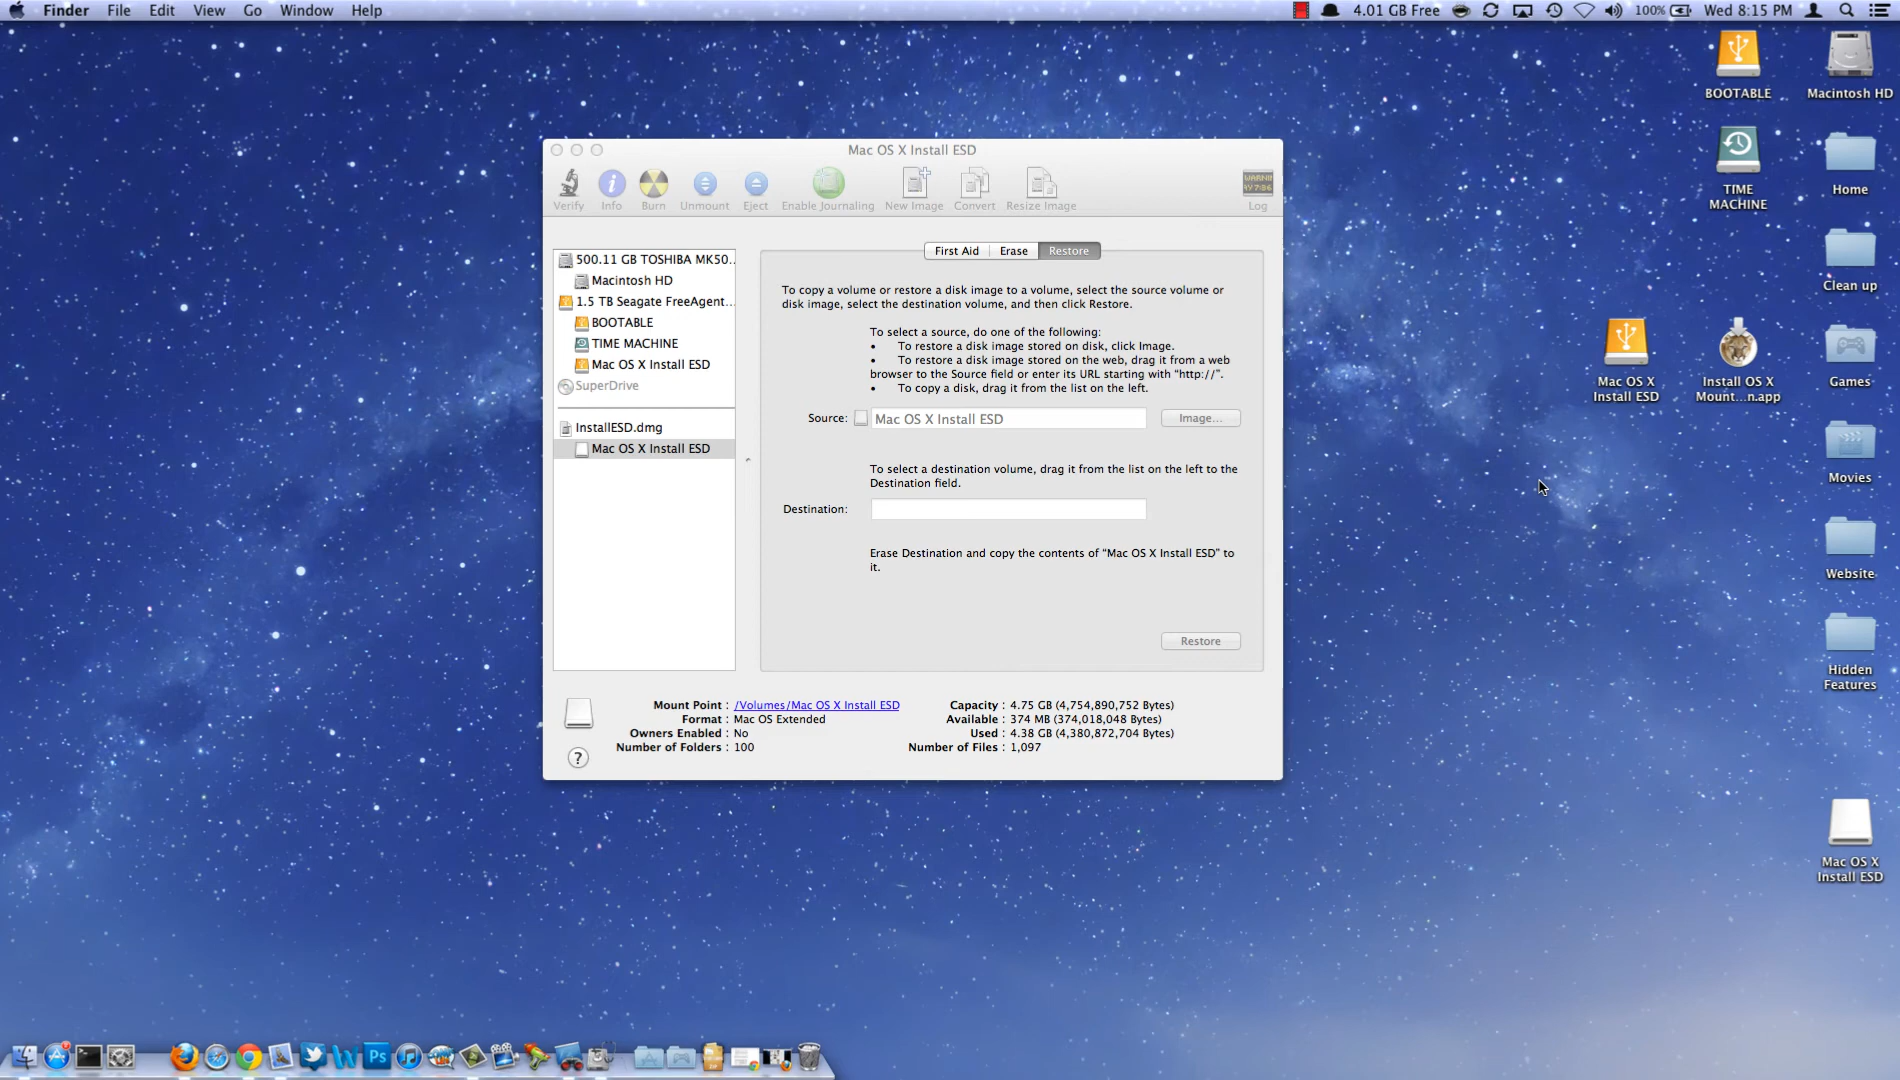 Finder File Edit View Go Window Help
4.01 GB Free 100% Wed 8:15 PM
BOOTABLE
Macintosh HD
TIME
MACHINE
Home
Clean up
Mac OS X
Install ESD
Install OS X
Mount...n.app
Games
Movies
Website
Hidden
Features
Mac OS X
Install ESD
Mac OS X Install ESD
Verify Info Burn Unmount Eject Enable Journaling New Image Convert Resize Image Log
500.11 GB TOSHIBA MK50...
Macintosh HD
1.5 TB Seagate FreeAgent...
BOOTABLE
TIME MACHINE
Mac OS X Install ESD
SuperDrive
InstallESD.dmg
Mac OS X Install ESD
First Aid Erase Restore
To copy a volume or restore a disk image to a volume, select the source volume or
disk image, select the destination volume, and then click Restore.
To select a source, do one of the following:
• To restore a disk image stored on disk, click Image.
• To restore a disk image stored on the web, drag it from a web
browser to the Source field or enter its URL starting with “http://”.
• To copy a disk, drag it from the list on the left.
Source: Mac OS X Install ESD Image...
To select a destination volume, drag it from the list on the left to the
Destination field.
Destination:
Erase Destination and copy the contents of “Mac OS X Install ESD” to
it.
Restore
Mount Point : /Volumes/Mac OS X Install ESD
Format : Mac OS Extended
Owners Enabled : No
Number of Folders : 100
Capacity : 4.75 GB (4,754,890,752 Bytes)
Available : 374 MB (374,018,048 Bytes)
Used : 4.38 GB (4,380,872,704 Bytes)
Number of Files : 1,097
?
Ps